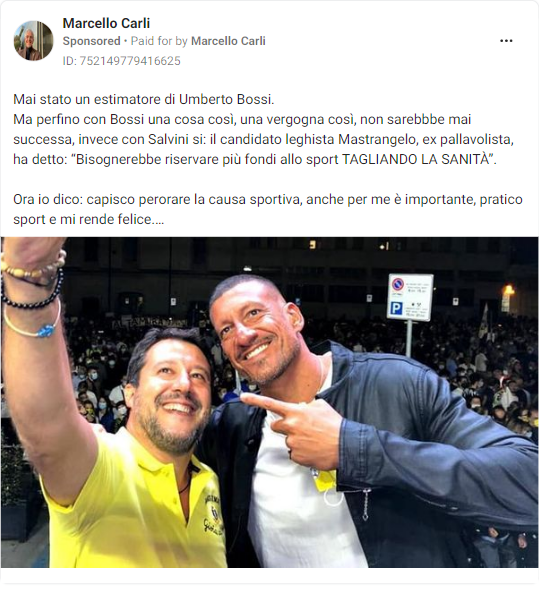 Marcello Carli
Sponsored • Paid for by Marcello Carli
ID: 752149779416625
Mai stato un estimatore di Umberto Bossi.
Ma perfino con Bossi una cosa così, una vergogna così, non sarebbbe mai
successa, invece con Salvini si: il candidato leghista Mastrangelo, ex pallavolista,
ha detto: “Bisognerebbe riservare più fondi allo sport TAGLIANDO LA SANITÀ”.
Ora io dico: capisco perorare la causa sportiva, anche per me è importante, pratico
sport e mi rende felice....
P